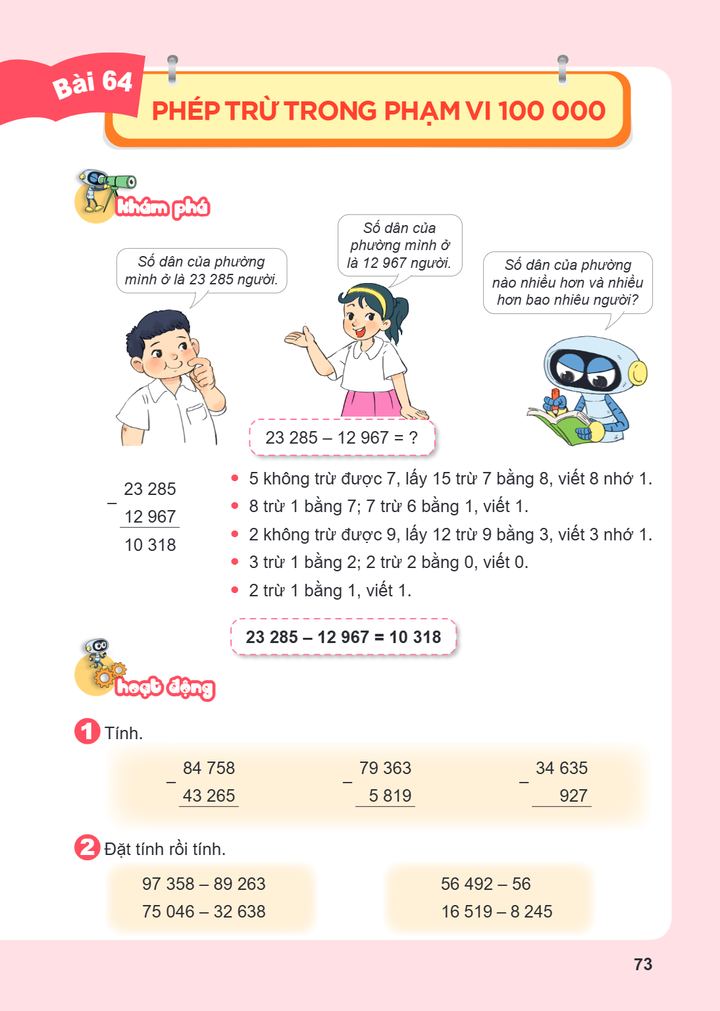 Bài 64
PHÉP TRỪ TRONG PHẠM VI 100 000
khám phá
Số dân của phường
mình ở là 23 285 người.
Số dân của
phường mình ở
là 12 967 người.
Số dân của phường
nào nhiều hơn và nhiều
hơn bao nhiêu người?
23 285 – 12 967 = ?
– 23 285
12 967
10 318
• 5 không trừ được 7, lấy 15 trừ 7 bằng 8, viết 8 nhớ 1.
• 8 trừ 1 bằng 7; 7 trừ 6 bằng 1, viết 1.
• 2 không trừ được 9, lấy 12 trừ 9 bằng 3, viết 3 nhớ 1.
• 3 trừ 1 bằng 2; 2 trừ 2 bằng 0, viết 0.
• 2 trừ 1 bằng 1, viết 1.
23 285 – 12 967 = 10 318
hoạt động
1 Tính.
– 84 758
43 265
– 79 363
5 819
– 34 635
927
2 Đặt tính rồi tính.
97 358 – 89 263
75 046 – 32 638
56 492 – 56
16 519 – 8 245
73